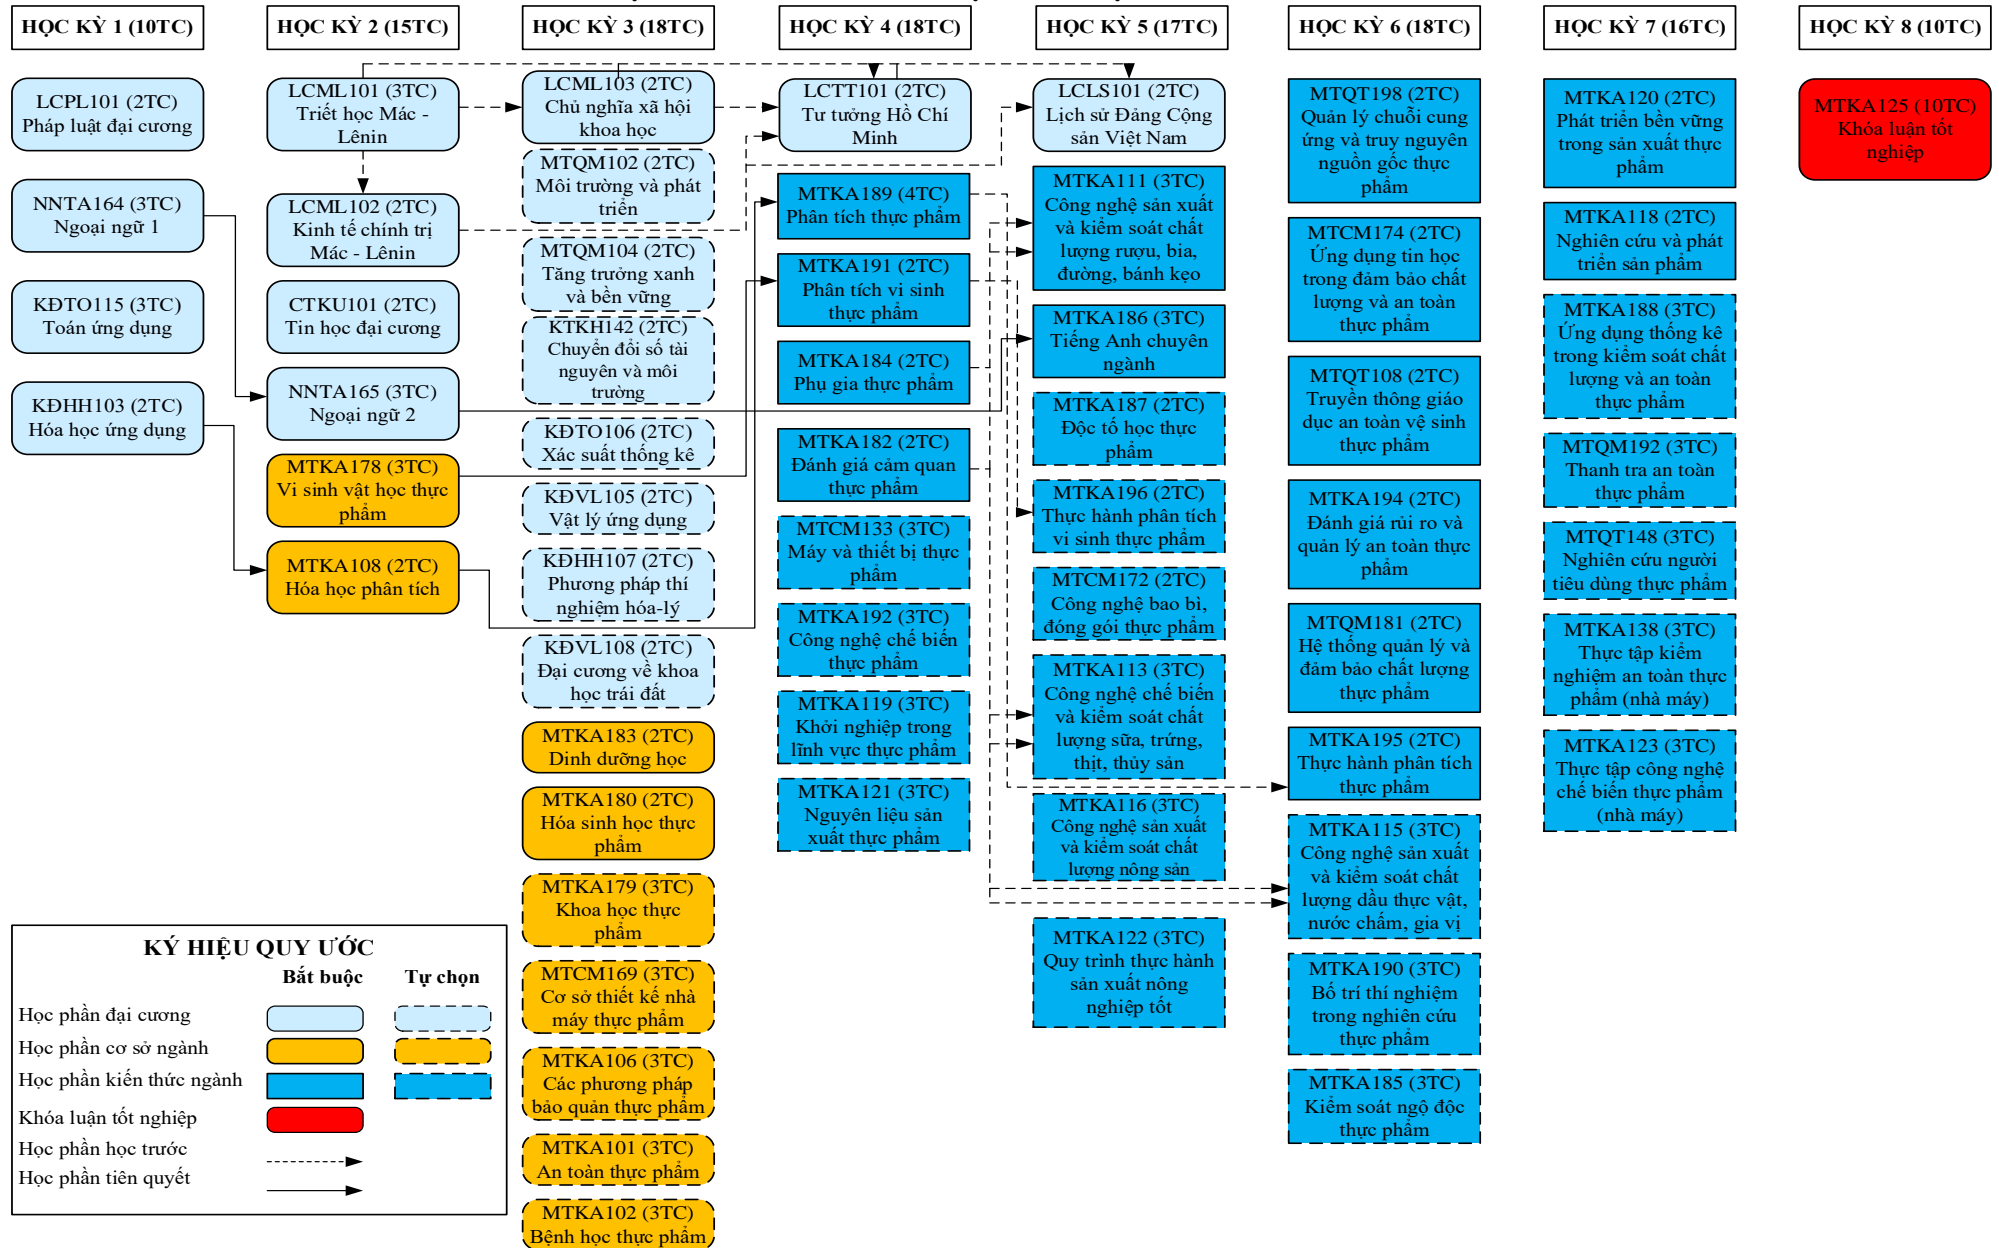 HỌC KỲ 1 (10TC)
LCPL101 (2TC)
Pháp luật đại cương
NNTA164 (3TC)
Ngoại ngữ 1
KĐTO115 (3TC)
Toán ứng dụng
KĐHH103 (2TC)
Hóa học ứng dụng
HỌC KỲ 2 (15TC)
LCML101 (3TC)
Triết học Mác -
Lênin
LCML102 (2TC)
Kinh tế chính trị
Mác - Lênin
CTKU101 (2TC)
Tin học đại cương
NNTA165 (3TC)
Ngoại ngữ 2
MTKA178 (3TC)
Vi sinh vật học thực
phẩm
MTKA108 (2TC)
Hóa học phân tích
HỌC KỲ 3 (18TC)
LCML103 (2TC)
Chủ nghĩa xã hội
khoa học
MTQM102 (2TC)
Môi trường và phát
triển
MTQM104 (2TC)
Tăng trưởng xanh
và bền vững
KTKH142 (2TC)
Chuyển đổi số tài
nguyên và môi
trường
KĐTO106 (2TC)
Xác suất thống kê
KĐVL105 (2TC)
Vật lý ứng dụng
KĐHH107 (2TC)
Phương pháp thí
nghiệm hóa-lý
KĐVL108 (2TC)
Đại cương về khoa
học trái đất
MTKA183 (2TC)
Dinh dưỡng học
MTKA180 (2TC)
Hóa sinh học thực
phẩm
MTKA179 (3TC)
Khoa học thực
phẩm
MTCM169 (3TC)
Cơ sở thiết kế nhà
máy thực phẩm
MTKA106 (3TC)
Các phương pháp
bảo quản thực phẩm
MTKA101 (3TC)
An toàn thực phẩm
MTKA102 (3TC)
Bệnh học thực phẩm
HỌC KỲ 4 (18TC)
LCTT101 (2TC)
Tư tưởng Hồ Chí
Minh
MTKA189 (4TC)
Phân tích thực phẩm
MTKA191 (2TC)
Phân tích vi sinh
thực phẩm
MTKA184 (2TC)
Phụ gia thực phẩm
MTKA182 (2TC)
Đánh giá cảm quan
thực phẩm
MTCM133 (3TC)
Máy và thiết bị thực
phẩm
MTKA192 (3TC)
Công nghệ chế biến
thực phẩm
MTKA119 (3TC)
Khởi nghiệp trong
lĩnh vực thực phẩm
MTKA121 (3TC)
Nguyên liệu sản
xuất thực phẩm
HỌC KỲ 5 (17TC)
LCLS101 (2TC)
Lịch sử Đảng Cộng
sản Việt Nam
MTKA111 (3TC)
Công nghệ sản xuất
và kiểm soát chất
lượng rượu, bia,
đường, bánh kẹo
MTKA186 (3TC)
Tiếng Anh chuyên
ngành
MTKA187 (2TC)
Độc tố học thực
phẩm
MTKA196 (2TC)
Thực hành phân tích
vi sinh thực phẩm
MTCM172 (2TC)
Công nghệ bao bì,
đóng gói thực phẩm
MTKA113 (3TC)
Công nghệ chế biến
và kiểm soát chất
lượng sữa, trứng,
thịt, thủy sản
MTKA116 (3TC)
Công nghệ sản xuất
và kiểm soát chất
lượng nông sản
MTKA122 (3TC)
Quy trình thực hành
sản xuất nông
nghiệp tốt
HỌC KỲ 6 (18TC)
MTQT198 (2TC)
Quản lý chuỗi cung
ứng và truy nguyên
nguồn gốc thực
phẩm
MTCM174 (2TC)
Ứng dụng tin học
trong đảm bảo chất
lượng và an toàn
thực phẩm
MTQT108 (2TC)
Truyền thông giáo
dục an toàn vệ sinh
thực phẩm
MTKA194 (2TC)
Đánh giá rủi ro và
quản lý an toàn thực
phẩm
MTQM181 (2TC)
Hệ thống quản lý và
đảm bảo chất lượng
thực phẩm
MTKA195 (2TC)
Thực hành phân tích
thực phẩm
MTKA115 (3TC)
Công nghệ sản xuất
và kiểm soát chất
lượng dầu thực vật,
nước chấm, gia vị
MTKA190 (3TC)
Bố trí thí nghiệm
trong nghiên cứu
thực phẩm
MTKA185 (3TC)
Kiểm soát ngộ độc
thực phẩm
HỌC KỲ 7 (16TC)
MTKA120 (2TC)
Phát triển bền vững
trong sản xuất thực
phẩm
MTKA118 (2TC)
Nghiên cứu và phát
triển sản phẩm
MTKA188 (3TC)
Ứng dụng thống kê
trong kiểm soát chất
lượng và an toàn
thực phẩm
MTQM192 (3TC)
Thanh tra an toàn
thực phẩm
MTQT148 (3TC)
Nghiên cứu người
tiêu dùng thực phẩm
MTKA138 (3TC)
Thực tập kiểm
nghiệm an toàn thực
phẩm (nhà máy)
MTKA123 (3TC)
Thực tập công nghệ
chế biến thực phẩm
(nhà máy)
HỌC KỲ 8 (10TC)
MTKA125 (10TC)
Khóa luận tốt
nghiệp
KÝ HIỆU QUY ƯỚC
Bắt buộc Tự chọn
Học phần đại cương
Học phần cơ sở ngành
Học phần kiến thức ngành
Khóa luận tốt nghiệp
Học phần học trước
Học phần tiên quyết